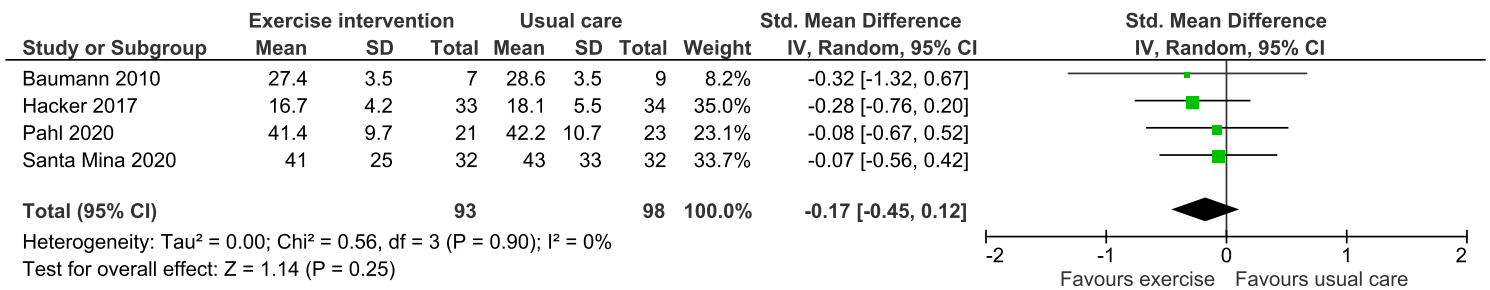 Exercise intervention Usual care Std. Mean Difference Std. Mean Difference
Study or Subgroup Mean SD Total Mean SD Total Weight IV, Random, 95% CI IV, Random, 95% CI
Baumann 2010 27.4 3.5 7 28.6 3.5 9 8.2% -0.32 [-1.32, 0.67]
Hacker 2017 16.7 4.2 33 18.1 5.5 34 35.0% -0.28 [-0.76, 0.20]
Pahl 2020 41.4 9.7 21 42.2 10.7 23 23.1% -0.08 [-0.67, 0.52]
Santa Mina 2020 41 25 32 43 33 32 33.7% -0.07 [-0.56, 0.42]
Total (95% CI) 93 98 100.0% -0.17 [-0.45, 0.12]
Heterogeneity: Tau² = 0.00; Chi² = 0.56, df = 3 (P = 0.90); I² = 0%
Test for overall effect: Z = 1.14 (P = 0.25)
-2 -1 0 1 2
Favours exercise Favours usual care